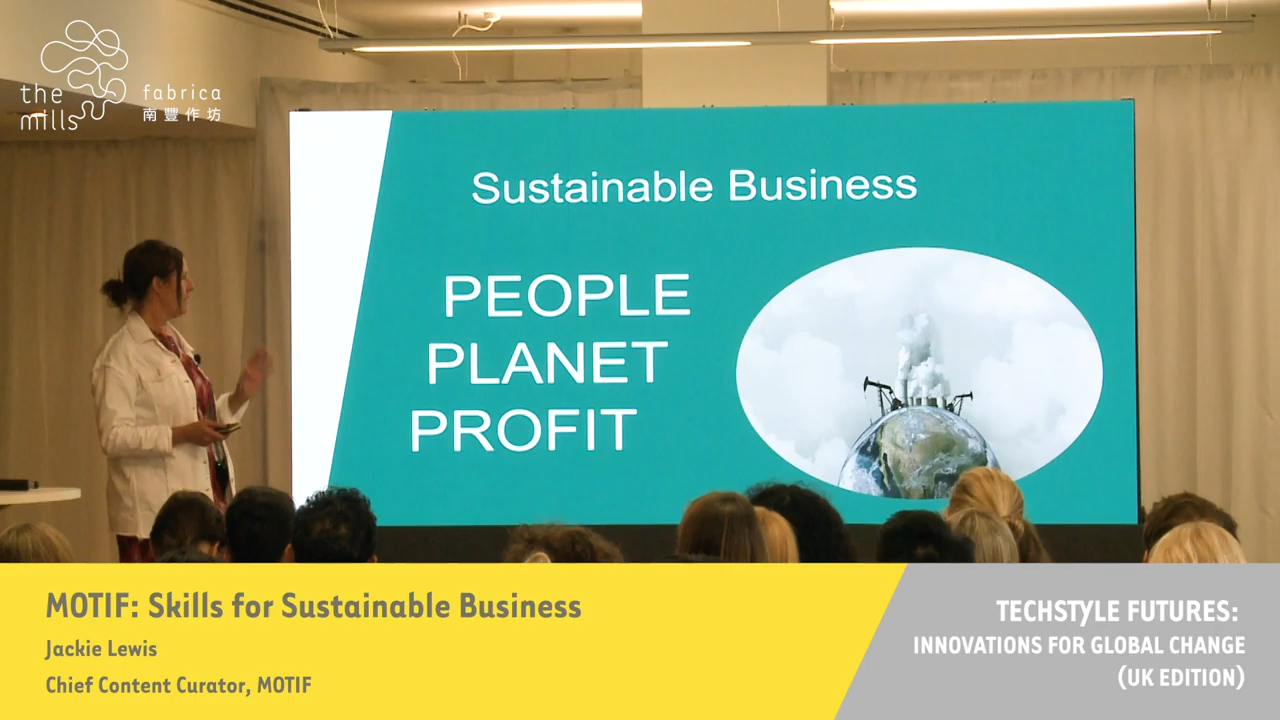 the
mills
fabrica
南豐作坊
Sustainable Business
PEOPLE
PLANET
PROFIT
MOTIF: Skills for Sustainable Business
Jackie Lewis
Chief Content Curator, MOTIF
TECHSTYLE FUTURES:
INNOVATIONS FOR GLOBAL CHANGE
(UK EDITION)